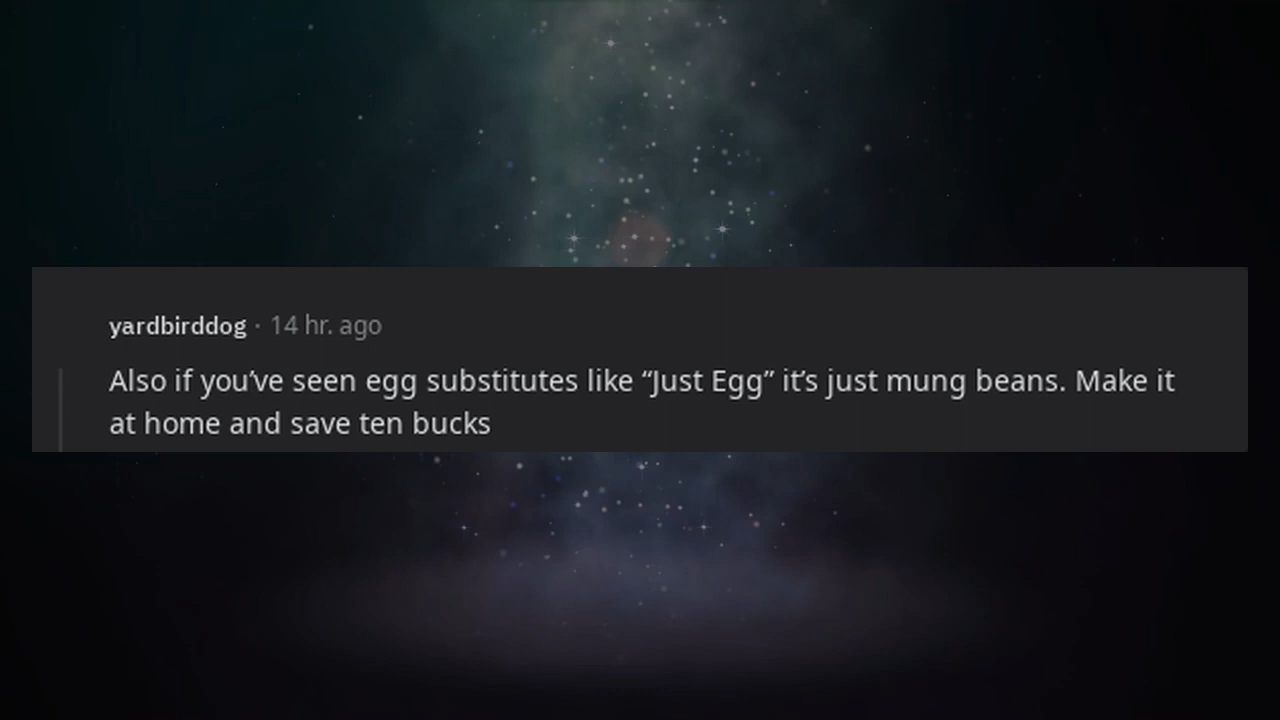 yardbirddog · 14 hr. ago
Also if you’ve seen egg substitutes like “Just Egg” it’s just mung beans. Make it
at home and save ten bucks